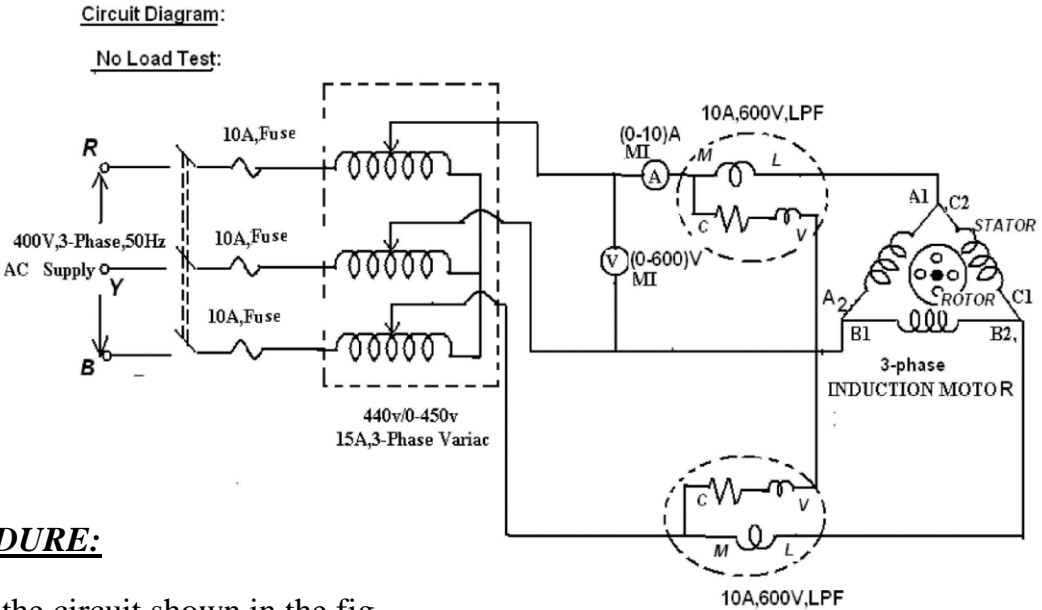 Circuit Diagram:
No Load Test:
10A,600V,LPF
(0-10)A
MI
10A,Fuse
R
M
L
A
A1
,C2
C
V
STATOR
400V,3-Phase,50Hz
10A,Fuse
AC Supply
Y
V
(0-600)V
MI
A2,
ROTOR
C1
10A,Fuse
B1
B2,
B
3-phase
INDUCTION MOTOR
440v/0-450v
15A,3-Phase Variac
C
V
DURE:
M
L
the circuit shown in the fig
10A,600V,LPF